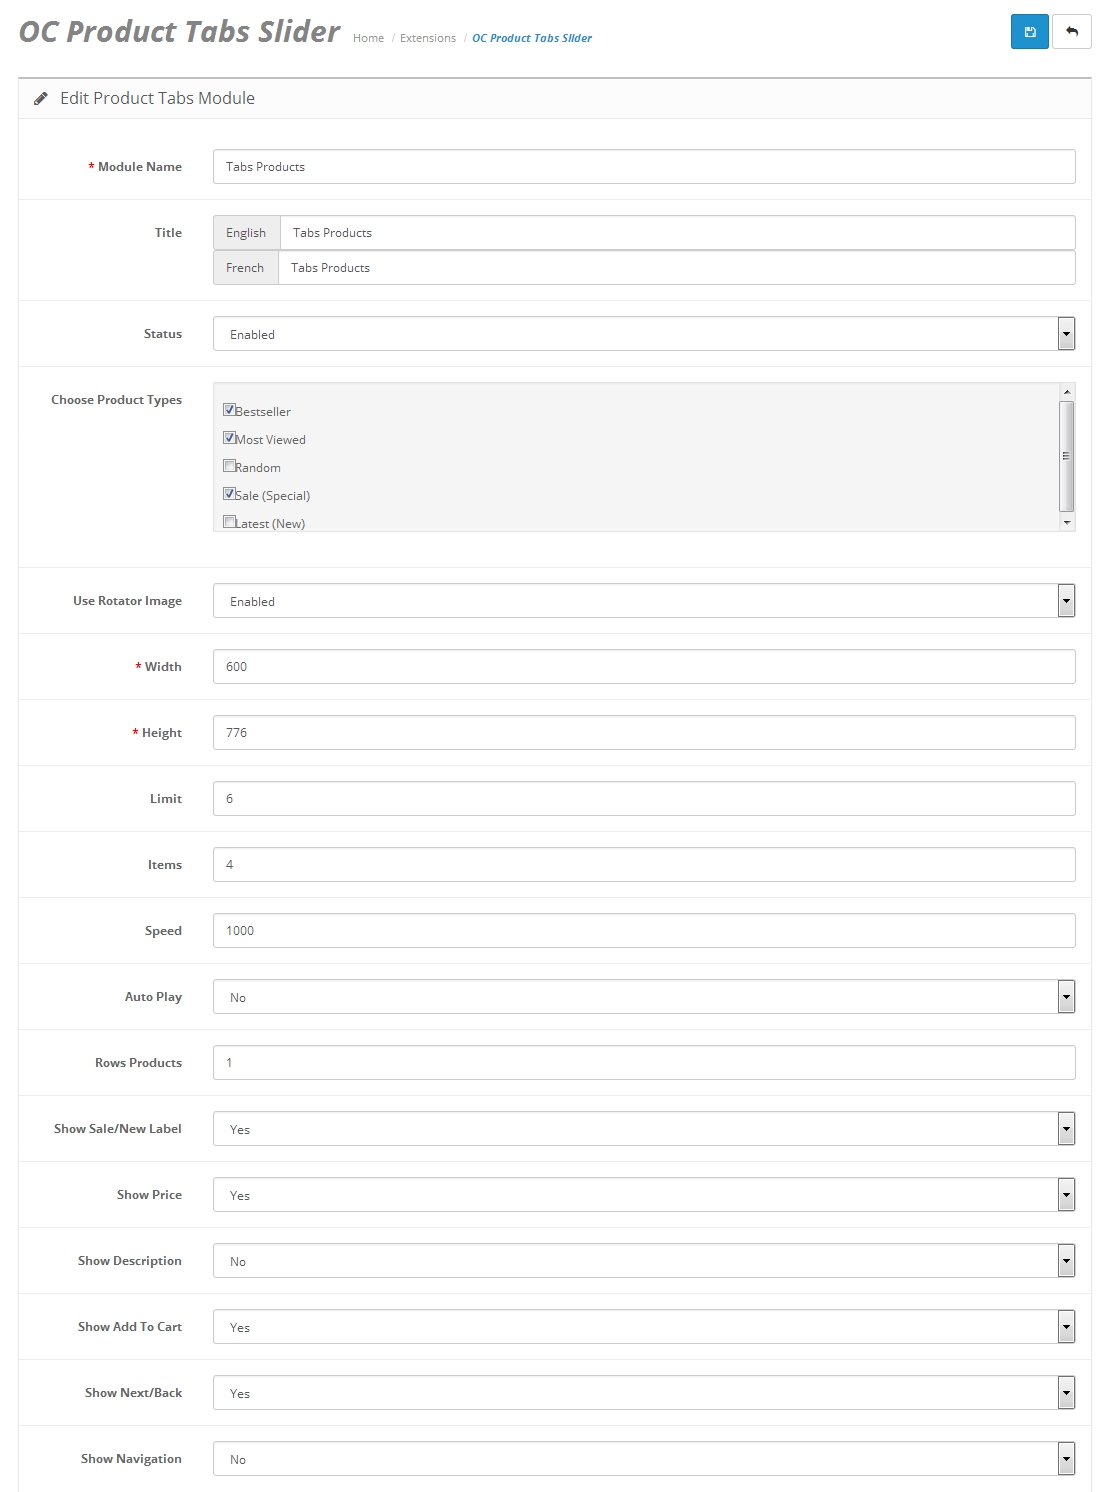 OC Product Tabs Slider Home / Extensions / OC Product Tabs Slider
Edit Product Tabs Module
* Module Name Tabs Products
Title English Tabs Products
French Tabs Products
Status Enabled
Choose Product Types
Bestseller
Most Viewed
Random
Sale (Special)
Latest (New)
Use Rotator Image Enabled
* Width 600
* Height 776
Limit 6
Items 4
Speed 1000
Auto Play No
Rows Products 1
Show Sale/New Label Yes
Show Price Yes
Show Description No
Show Add To Cart Yes
Show Next/Back Yes
Show Navigation No